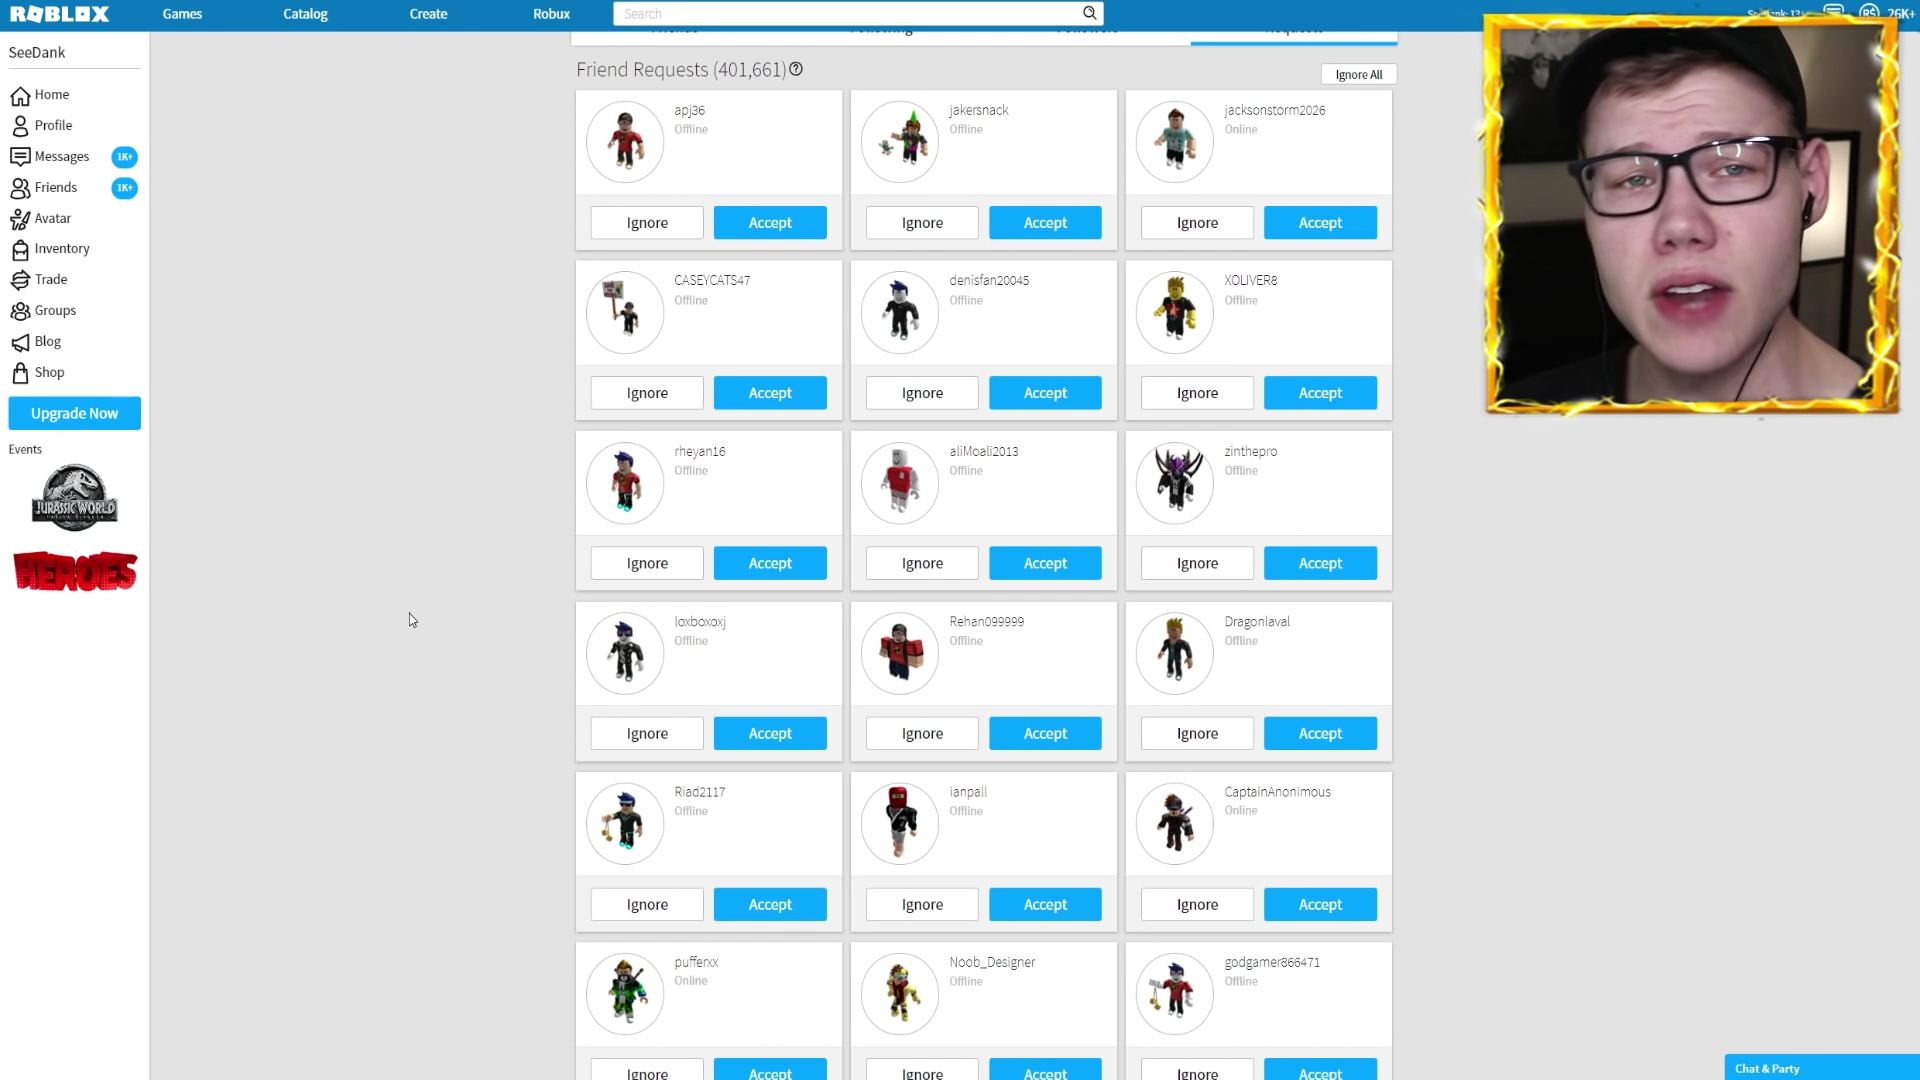 ROBLOX Games Catalog Create Robux Search 26K+
SeeDank
Home
Profile
Messages 1K+
Friends 1K+
Avatar
Inventory
Trade
Groups
Blog
Shop
Upgrade Now
Events
JURASSIC WORLD
HEROES
Friends Following Followers Requests
Friend Requests (401,661)
Ignore All
apj36
Offline
Ignore Accept
jakersnack
Offline
Ignore Accept
jacksonstorm2026
Online
Ignore Accept
CASEYCATS47
Offline
Ignore Accept
denisfan20045
Offline
Ignore Accept
XOLIVER8
Offline
Ignore Accept
rheyan16
Offline
Ignore Accept
aliMoali2013
Offline
Ignore Accept
zinthepro
Offline
Ignore Accept
loxboxoxj
Offline
Ignore Accept
Rehan099999
Offline
Ignore Accept
Dragonlaval
Offline
Ignore Accept
Riad2117
Offline
Ignore Accept
ianpall
Offline
Ignore Accept
CaptainAnonimous
Online
Ignore Accept
pufferxx
Online
Ignore Accept
Noob_Designer
Offline
Ignore Accept
godgamer866471
Offline
Ignore Accept
Chat & Party